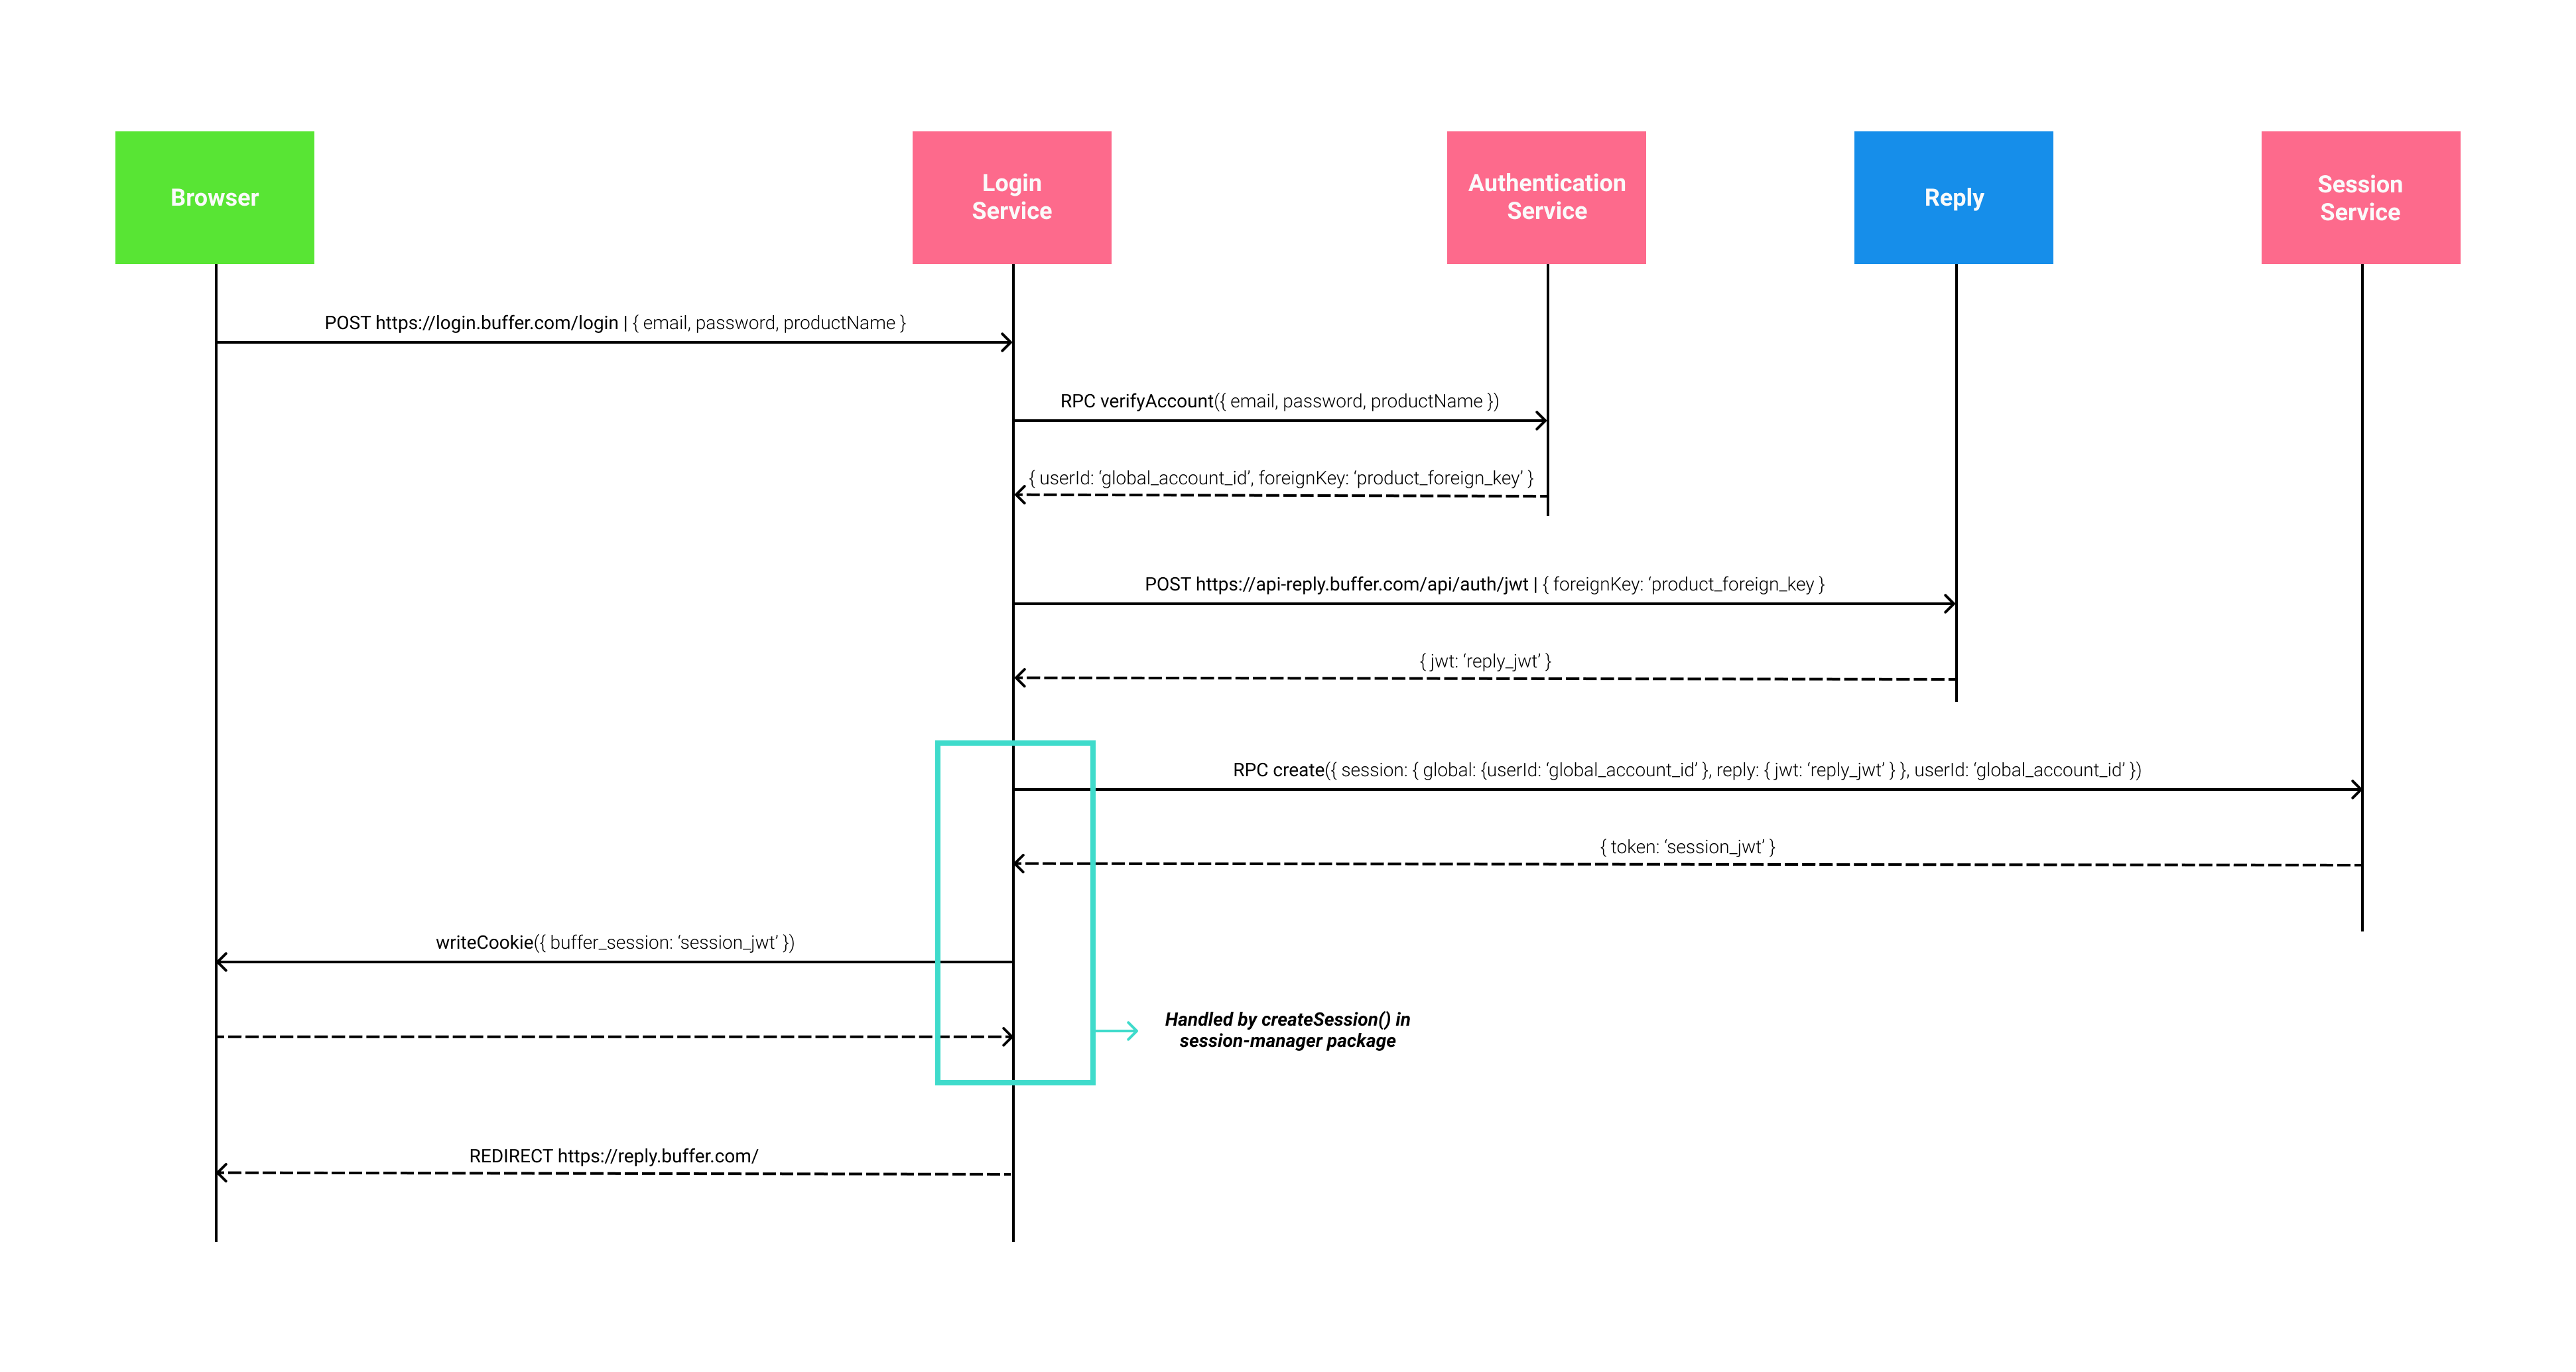 Browser
Login
Service
Authentication
Service
Reply
Session
Service
POST https://login.buffer.com/login | { email, password, productName }
RPC verifyAccount({ email, password, productName })
{ userId: ‘global_account_id’, foreignKey: ‘product_foreign_key’ }
POST https://api-reply.buffer.com/api/auth/jwt | { foreignKey: ‘product_foreign_key }
{ jwt: ‘reply_jwt’ }
RPC create({ session: { global: {userId: ‘global_account_id’ }, reply: { jwt: ‘reply_jwt’ } }, userId: ‘global_account_id’ })
{ token: ‘session_jwt’ }
writeCookie({ buffer_session: ‘session_jwt’ })
Handled by createSession() in
session-manager package
REDIRECT https://reply.buffer.com/